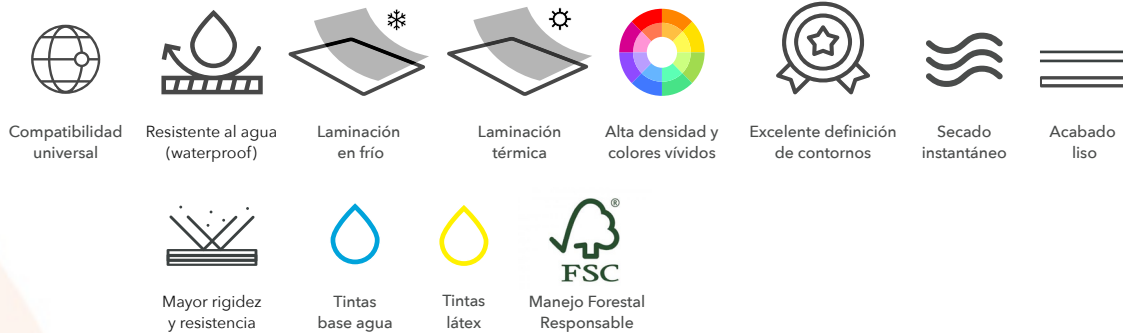 Compatibilidad
universal
Resistente al agua
(waterproof)
Laminación
en frío
Laminación
térmica
Alta densidad y
colores vívidos
Excelente definición
de contornos
Secado
instantáneo
Acabado
liso
Mayor rigidez
y resistencia
Tintas
base agua
Tintas
látex
®
FSC
Manejo Forestal
Responsable